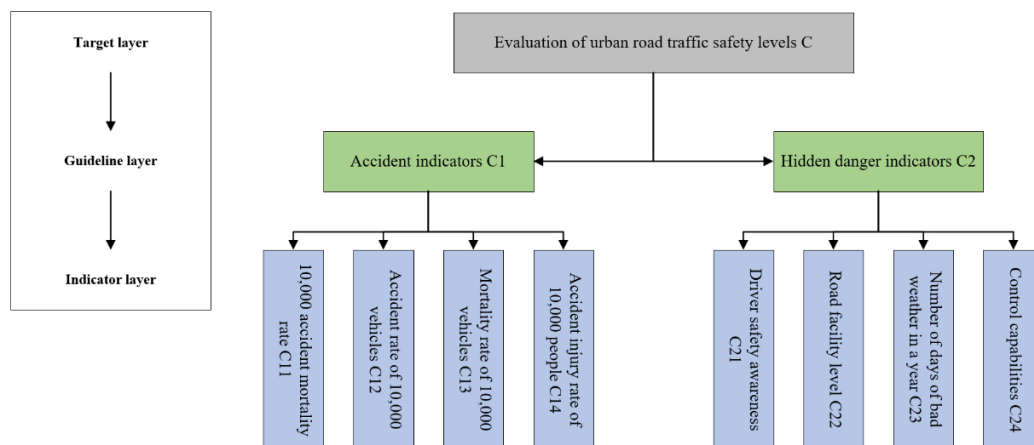 Target layer
Guideline layer
Indicator layer
Evaluation of urban road traffic safety levels C
Accident indicators C1
Hidden danger indicators C2
10,000 accident mortality
rate C11
Accident rate of 10,000
vehicles C12
Mortality rate of 10,000
vehicles C13
Accident injury rate of
10,000 people C14
Driver safety awareness
C21
Road facility level C22
Number of days of bad
weather in a year C23
Control capabilities C24